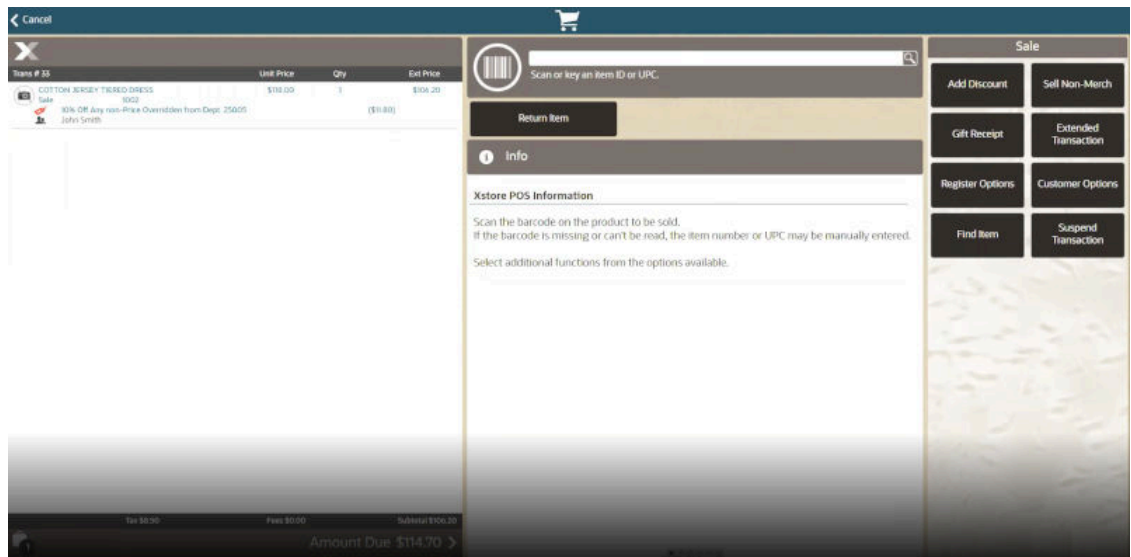 Cancel
X
Trans # 33 Unit Price Qty Ext Price
COTTON JERSEY TIERED DRESS $118.00 1 $106.20
Sale 1002
10% Off Any non-Price Overridden from Dept 25005 ($11.80)
John Smith
Tax $8.50 Fees $0.00 Subtotal $106.20
1 Amount Due $114.70
Scan or key an item ID or UPC.
Return Item
Info
Xstore POS Information
Scan the barcode on the product to be sold.
If the barcode is missing or can't be read, the item number or UPC may be manually entered.
Select additional functions from the options available.
Sale
Add Discount
Sell Non-Merch
Gift Receipt
Extended
Transaction
Register Options
Customer Options
Find Item
Suspend
Transaction